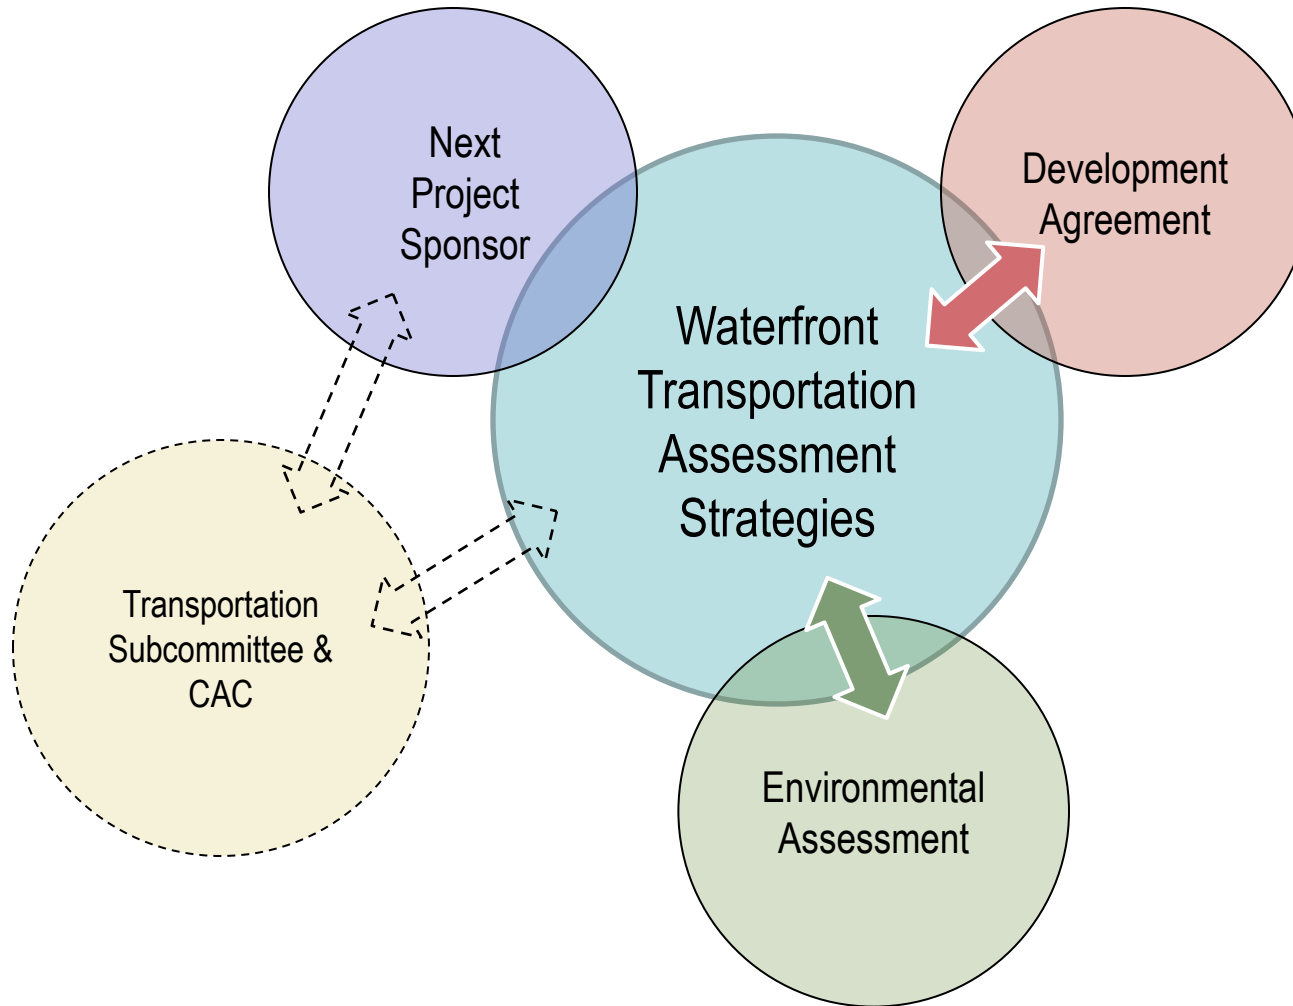 Next
Project
Sponsor
Development
Agreement
Waterfront
Transportation
Assessment
Strategies
Transportation
Subcommittee &
CAC
Environmental
Assessment